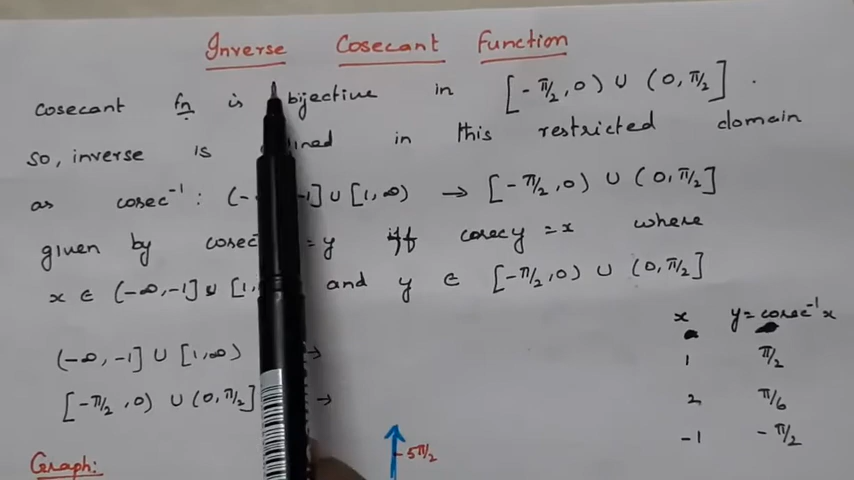 Inverse Cosecant Function
cosecant fn is bijective in [-π/2, 0) ∪ (0, π/2] .
so, inverse is in this restricted domain
as cosec⁻¹ : (- -1] ∪ [1, ∞) → [-π/2, 0) ∪ (0, π/2]
given by cosec = y iff cosec y = x where
x ∈ (-∞, -1] ∪ [1, and y ∈ [-π/2, 0) ∪ (0, π/2]
(-∞, -1] ∪ [1, ∞) →
[-π/2, 0) ∪ (0, π/2] →
x y = cosec⁻¹ x
1 π/2
2 π/6
-1 -π/2
Graph:
5π/2